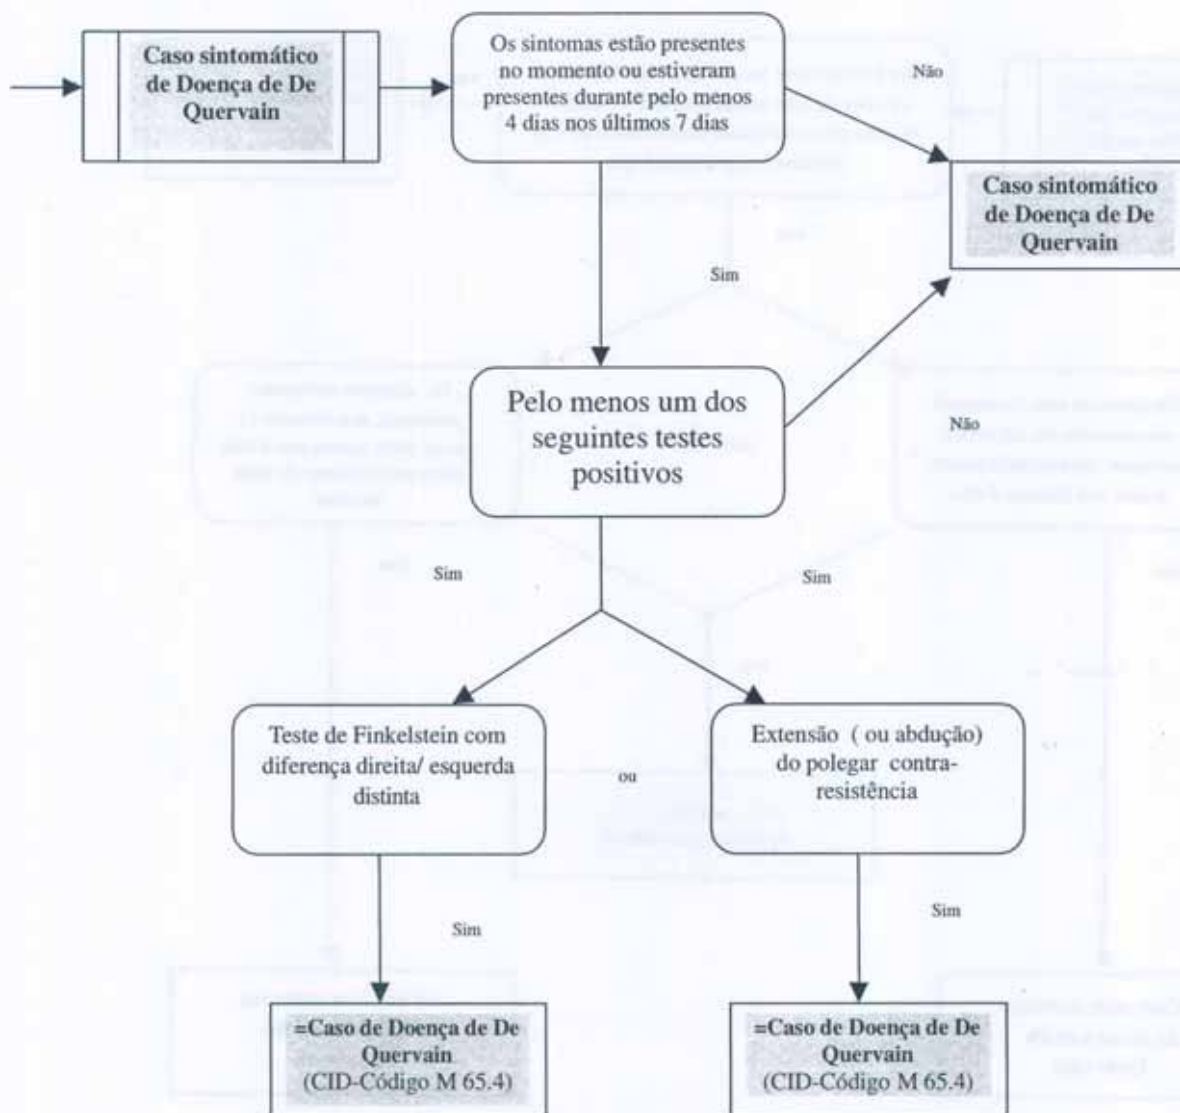 Caso sintomático
de Doença de De
Quervain
Os sintomas estão presentes
no momento ou estiveram
presentes durante pelo menos
4 dias nos últimos 7 dias
Não
Caso sintomático
de Doença de De
Quervain
Sim
Pelo menos um dos
seguintes testes
positivos
Não
Sim
Sim
Teste de Finkelstein com
diferença direita/ esquerda
distinta
ou
Extensão ( ou abdução)
do polegar contra-
resistência
Sim
Sim
=Caso de Doença de De
Quervain
(CID-Código M 65.4)
=Caso de Doença de De
Quervain
(CID-Código M 65.4)